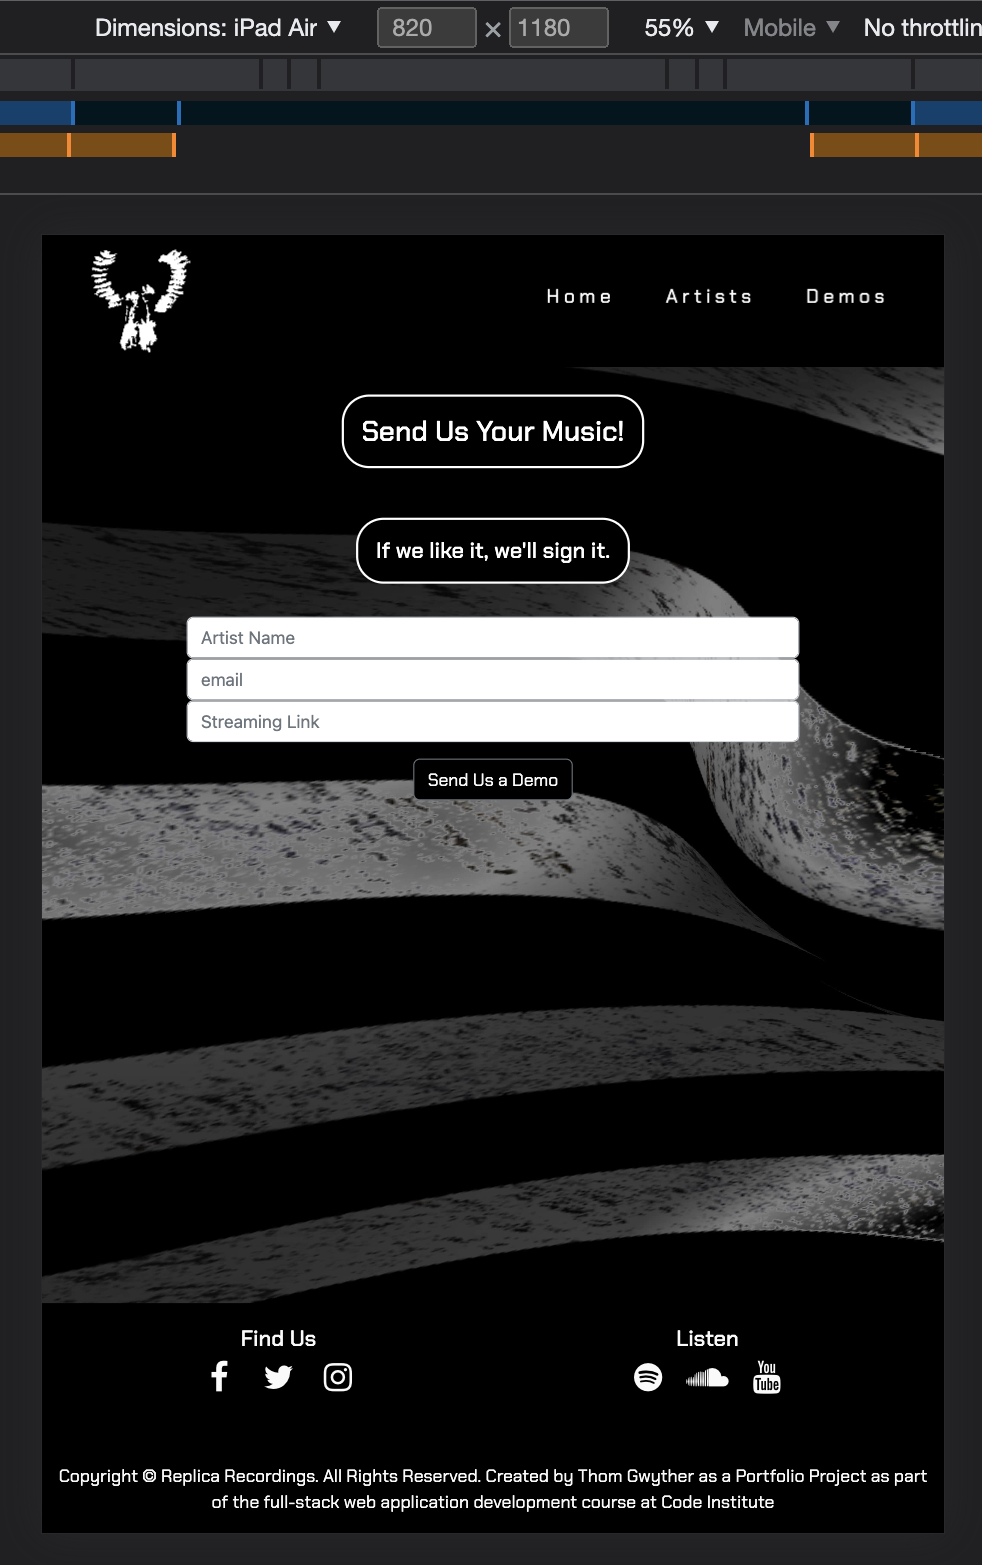 Dimensions: iPad Air ▼ 820 × 1180 55% ▼ Mobile ▼ No throttlin
Home Artists Demos
Send Us Your Music!
If we like it, we'll sign it.
Artist Name
email
Streaming Link
Send Us a Demo
Find Us Listen
You
Tube
Copyright © Replica Recordings. All Rights Reserved. Created by Thom Gwyther as a Portfolio Project as part
of the full-stack web application development course at Code Institute